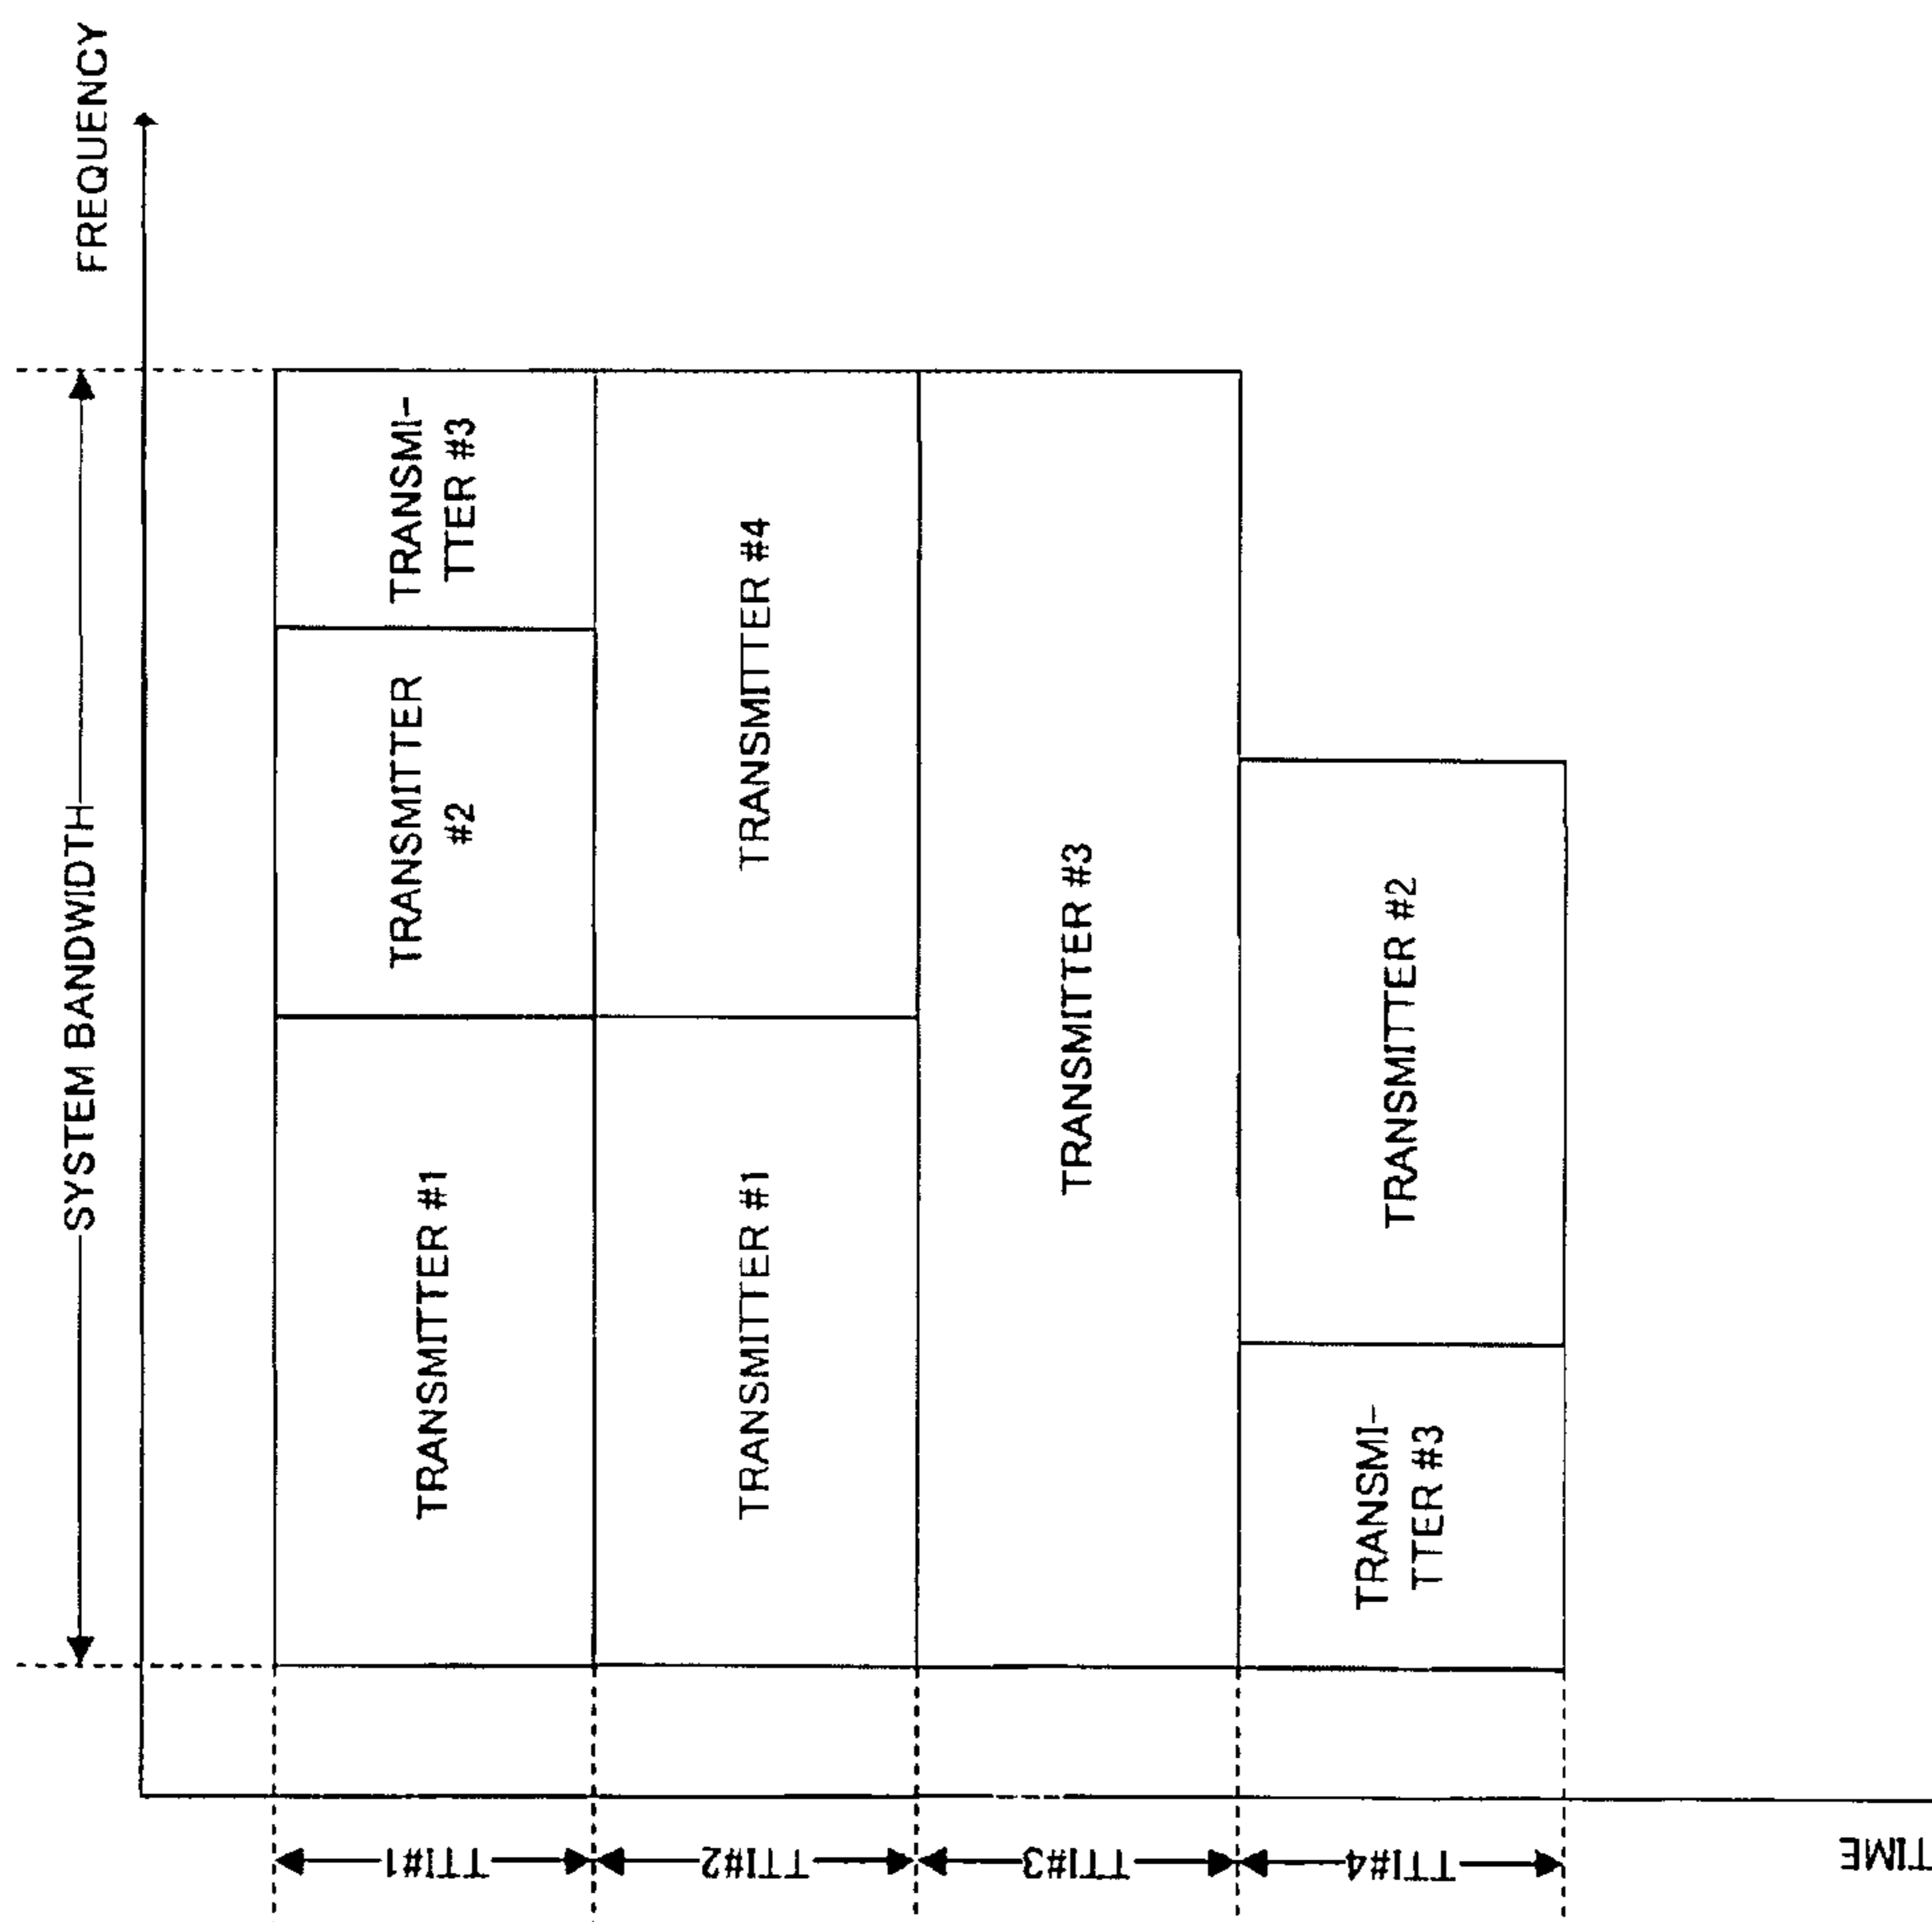 FREQUENCY
SYSTEM BANDWIDTH
TRANSMITTER #1
TRANSMITTER
#2
TRANSMI-
TTER #3
TRANSMITTER #1
TRANSMITTER #4
TRANSMITTER #3
TRANSMI-
TTER #3
TRANSMITTER #2
TTI#1
TTI#2
TTI#3
TTI#4
TIME